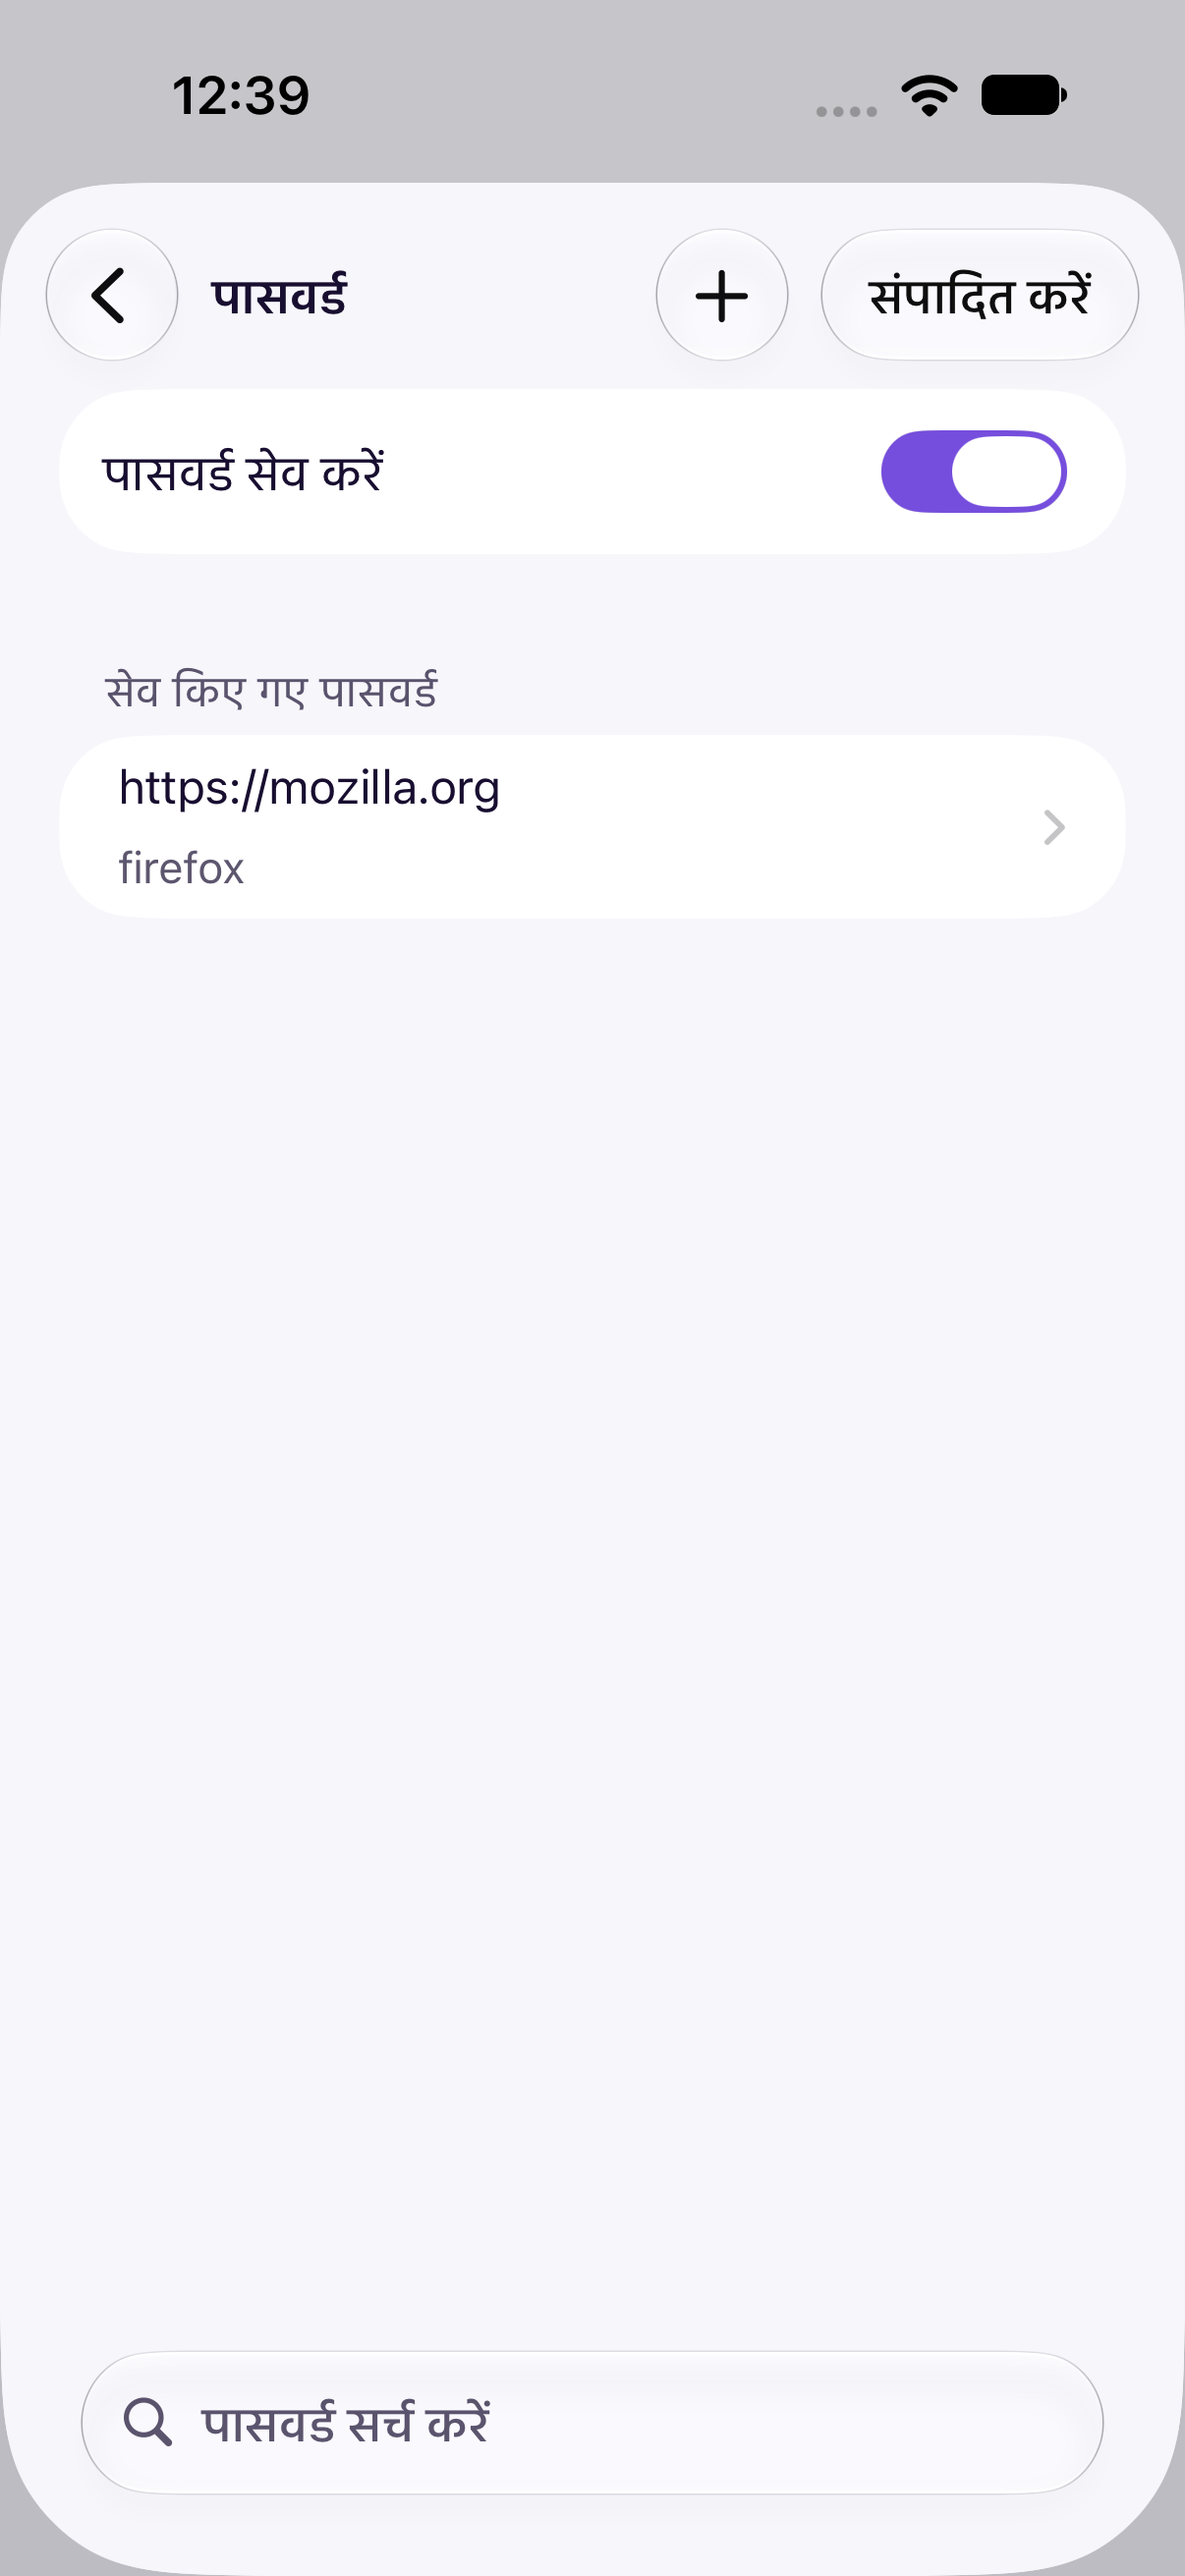 12:39
पासवर्ड
संपादित करें
पासवर्ड सेव करें
सेव किए गए पासवर्ड
https://mozilla.org
firefox
पासवर्ड सर्च करें